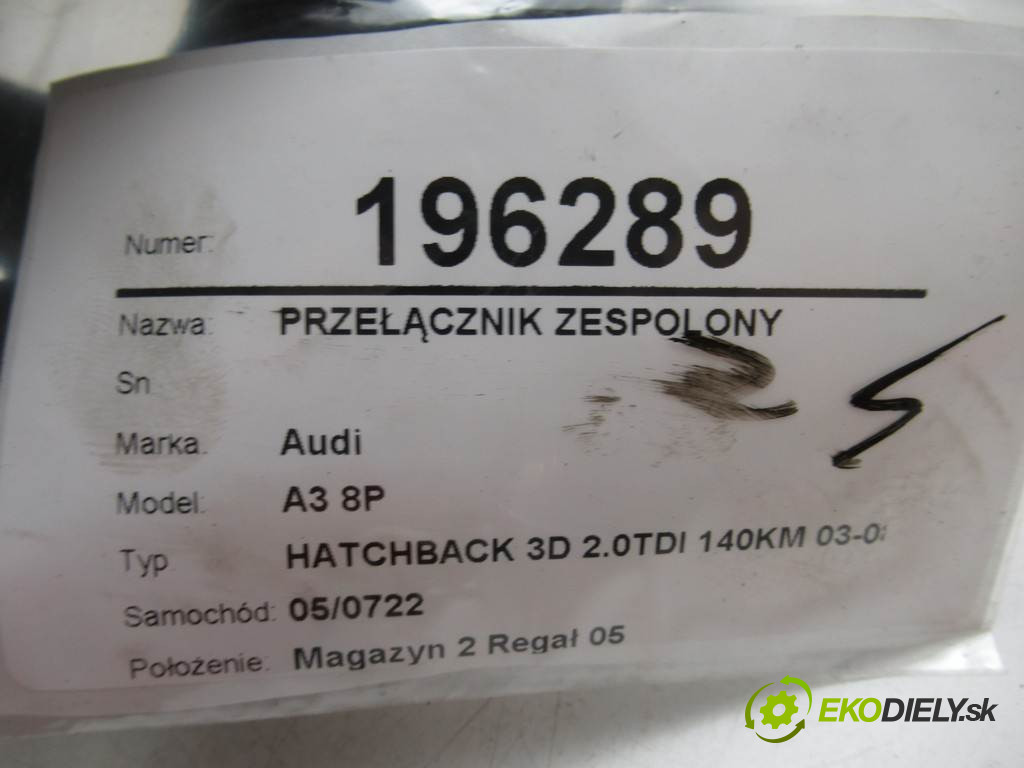 Numer: 196289
Nazwa: PRZEŁĄCZNIK ZESPOLONY
Sn
Marka: Audi
Model: A3 8P
Typ HATCHBACK 3D 2.0TDI 140KM
Samochód: 05/0722
Położenie: Magazyn 2 Regał 05
EKODIELY.sk